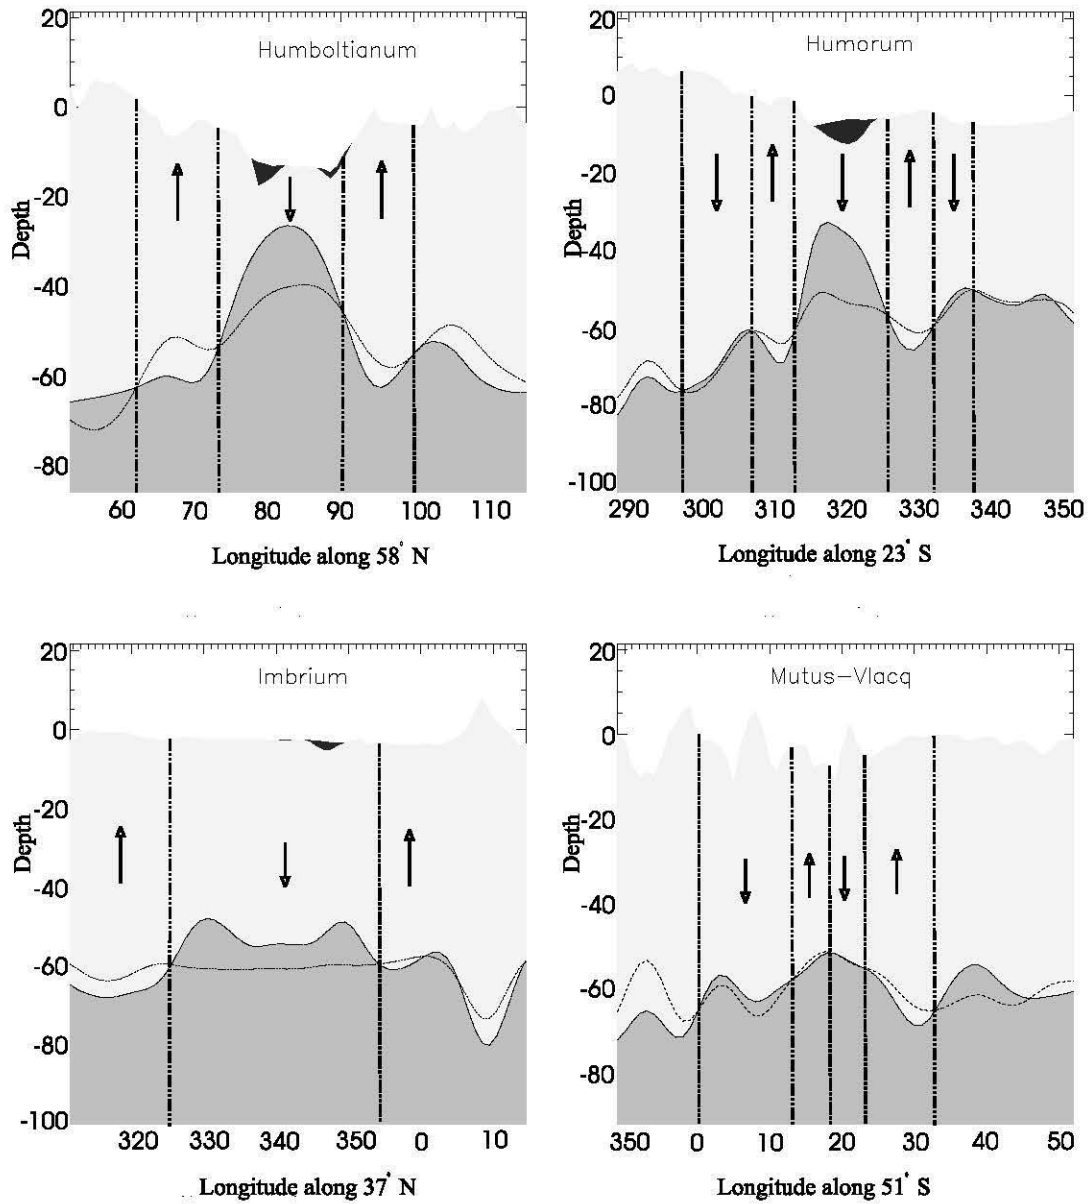 Humboltianum
20
0
-20
-40
-60
-80
Depth
60 70 80 90 100 110
Longitude along 58° N
Humorum
20
0
-20
-40
-60
-80
-100
Depth
290 300 310 320 330 340 350
Longitude along 23° S
Imbrium
20
0
-20
-40
-60
-80
-100
Depth
320 330 340 350 0 10
Longitude along 37° N
Mutus-Vlacq
20
0
-20
-40
-60
-80
Depth
350 0 10 20 30 40 50
Longitude along 51° S